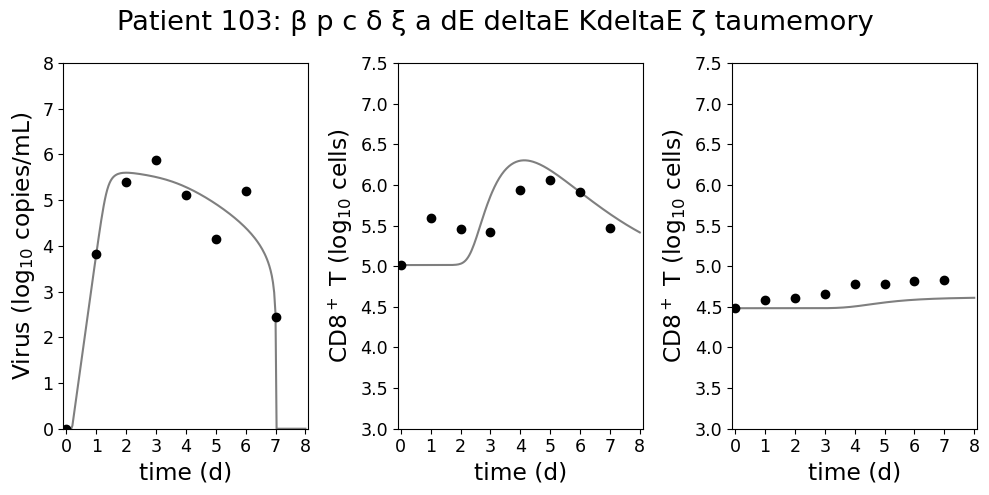 Patient 103: β p c δ ξ a dE deltaE KdeltaE ζ taumemory
Virus (log10 copies/mL)
8
7
6
5
4
3
2
1
0
0 1 2 3 4 5 6 7 8
time (d)
CD8+ T (log10 cells)
7.5
7.0
6.5
6.0
5.5
5.0
4.5
4.0
3.5
3.0
0 1 2 3 4 5 6 7 8
time (d)
CD8+ T (log10 cells)
7.5
7.0
6.5
6.0
5.5
5.0
4.5
4.0
3.5
3.0
0 1 2 3 4 5 6 7 8
time (d)